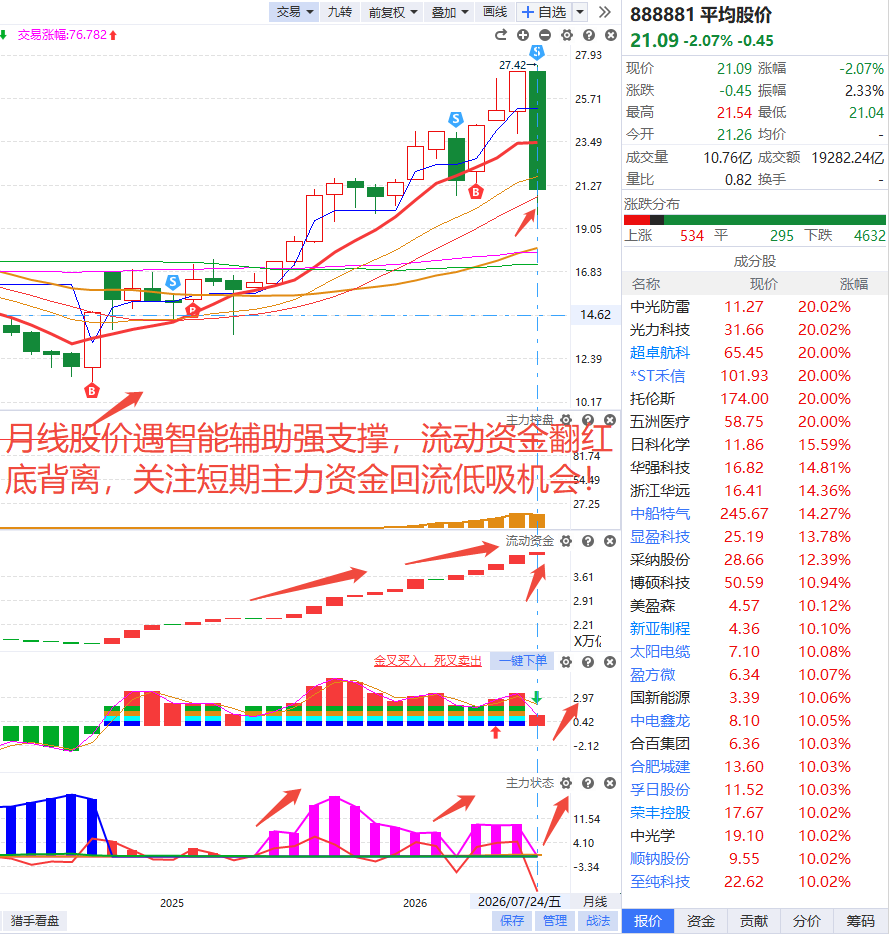 交易 九转 前复权 叠加 画线 +自选
交易涨幅:76.782
27.93
27.42
S
25.71
S
23.49
21.27
B
19.05
16.83
S
14.62
12.39
B
10.17
主力控盘
月线股价遇智能辅助强支撑，流动资金翻红
81.74
底背离，关注短期主力资金回流低吸机会！
54.49
27.25
流动资金
3.61
2.91
2.21
X万亿
金叉买入，死叉卖出 一键下单
2.97
0.42
-2.12
主力状态
11.54
4.10
-3.34
2025 2026 2026/07/24/五 月线
猎手看盘 保存 管理 战法
888881 平均股价
21.09 -2.07% -0.45
现价 21.09 涨幅 -2.07%
涨跌 -0.45 振幅 2.33%
最高 21.54 最低 21.04
今开 21.26 均价 -
成交量 10.76亿 成交额 19282.24亿
量比 0.82 换手 -
涨跌分布
上涨 534 平 295 下跌 4632
成分股
名称 现价 涨幅
中光防雷 11.27 20.02%
光力科技 31.66 20.02%
超卓航科 65.45 20.00%
*ST禾信 101.93 20.00%
托伦斯 174.00 20.00%
五洲医疗 58.75 20.00%
日科化学 11.86 15.59%
华强科技 16.82 14.81%
浙江华远 16.41 14.36%
中船特气 245.67 14.27%
显盈科技 25.19 13.78%
采纳股份 28.66 12.39%
博硕科技 50.59 10.94%
美盈森 4.57 10.12%
新亚制程 4.36 10.10%
太阳电缆 7.10 10.08%
盈方微 6.34 10.07%
国新能源 3.39 10.06%
中电鑫龙 8.10 10.05%
合百集团 6.36 10.03%
合肥城建 13.60 10.03%
孚日股份 11.52 10.03%
荣丰控股 17.67 10.02%
中光学 19.10 10.02%
顺钠股份 9.55 10.02%
至纯科技 22.62 10.02%
报价 资金 贡献 分价 筹码